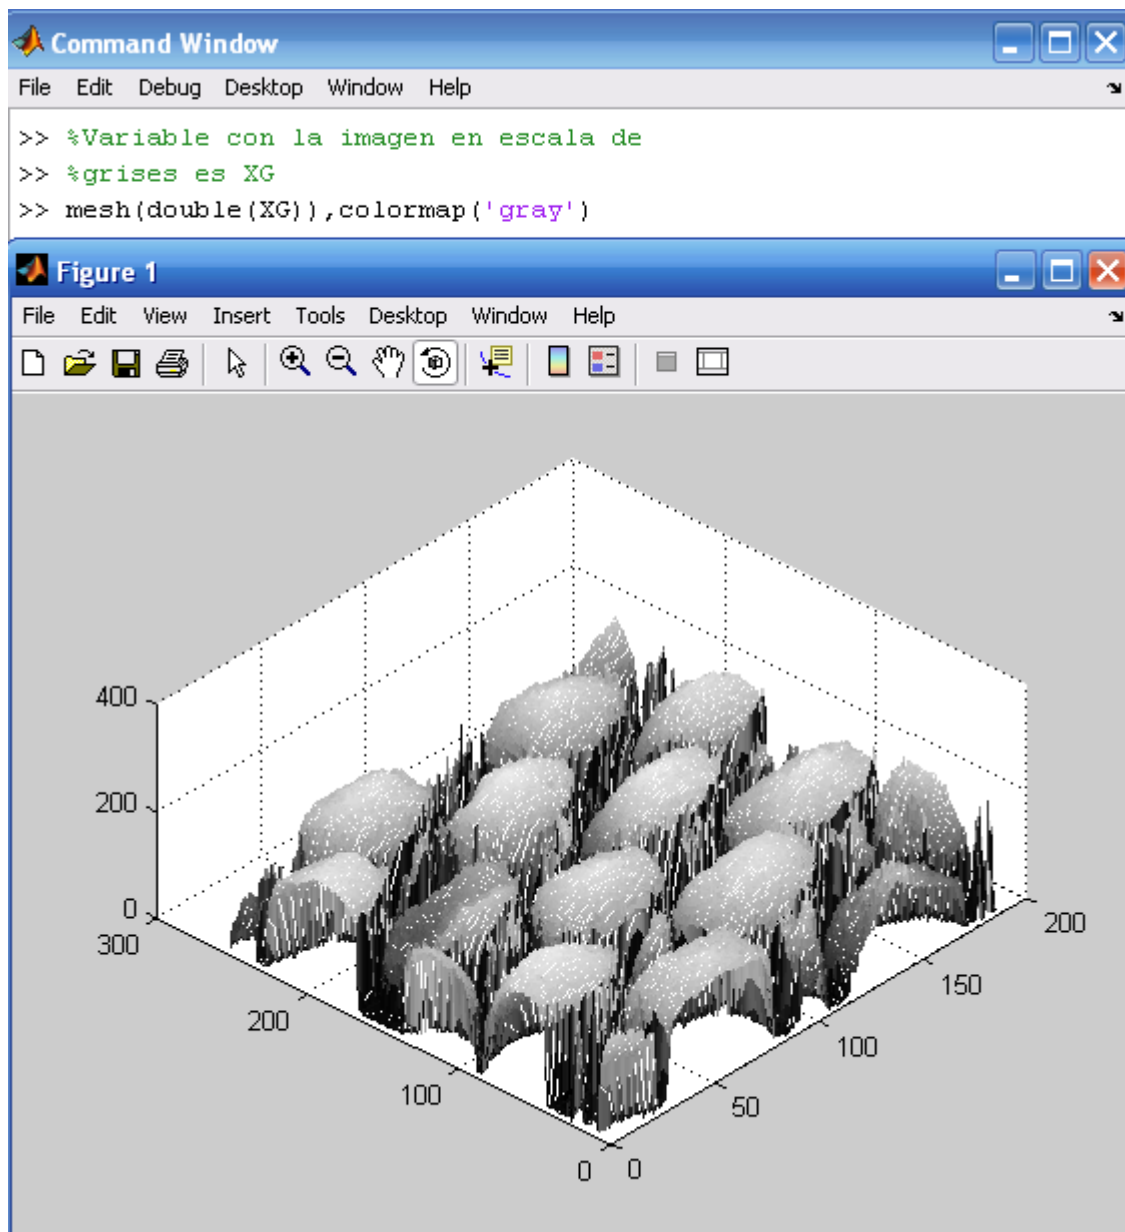 Command Window
File Edit Debug Desktop Window Help
>> %Variable con la imagen en escala de
>> %grises es XG
>> mesh(double(XG)),colormap('gray')
Figure 1
File Edit View Insert Tools Desktop Window Help
400
200
0
300
200
100
0
0
50
100
150
200